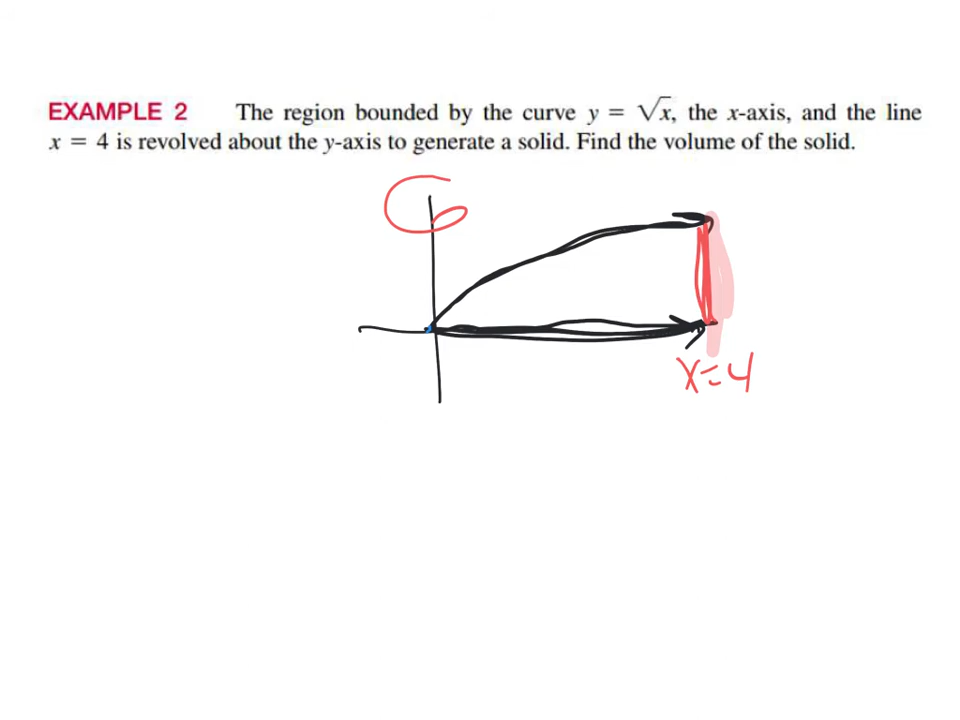 EXAMPLE 2 The region bounded by the curve y = √x, the x-axis, and the line
x = 4 is revolved about the y-axis to generate a solid. Find the volume of the solid.
x=4